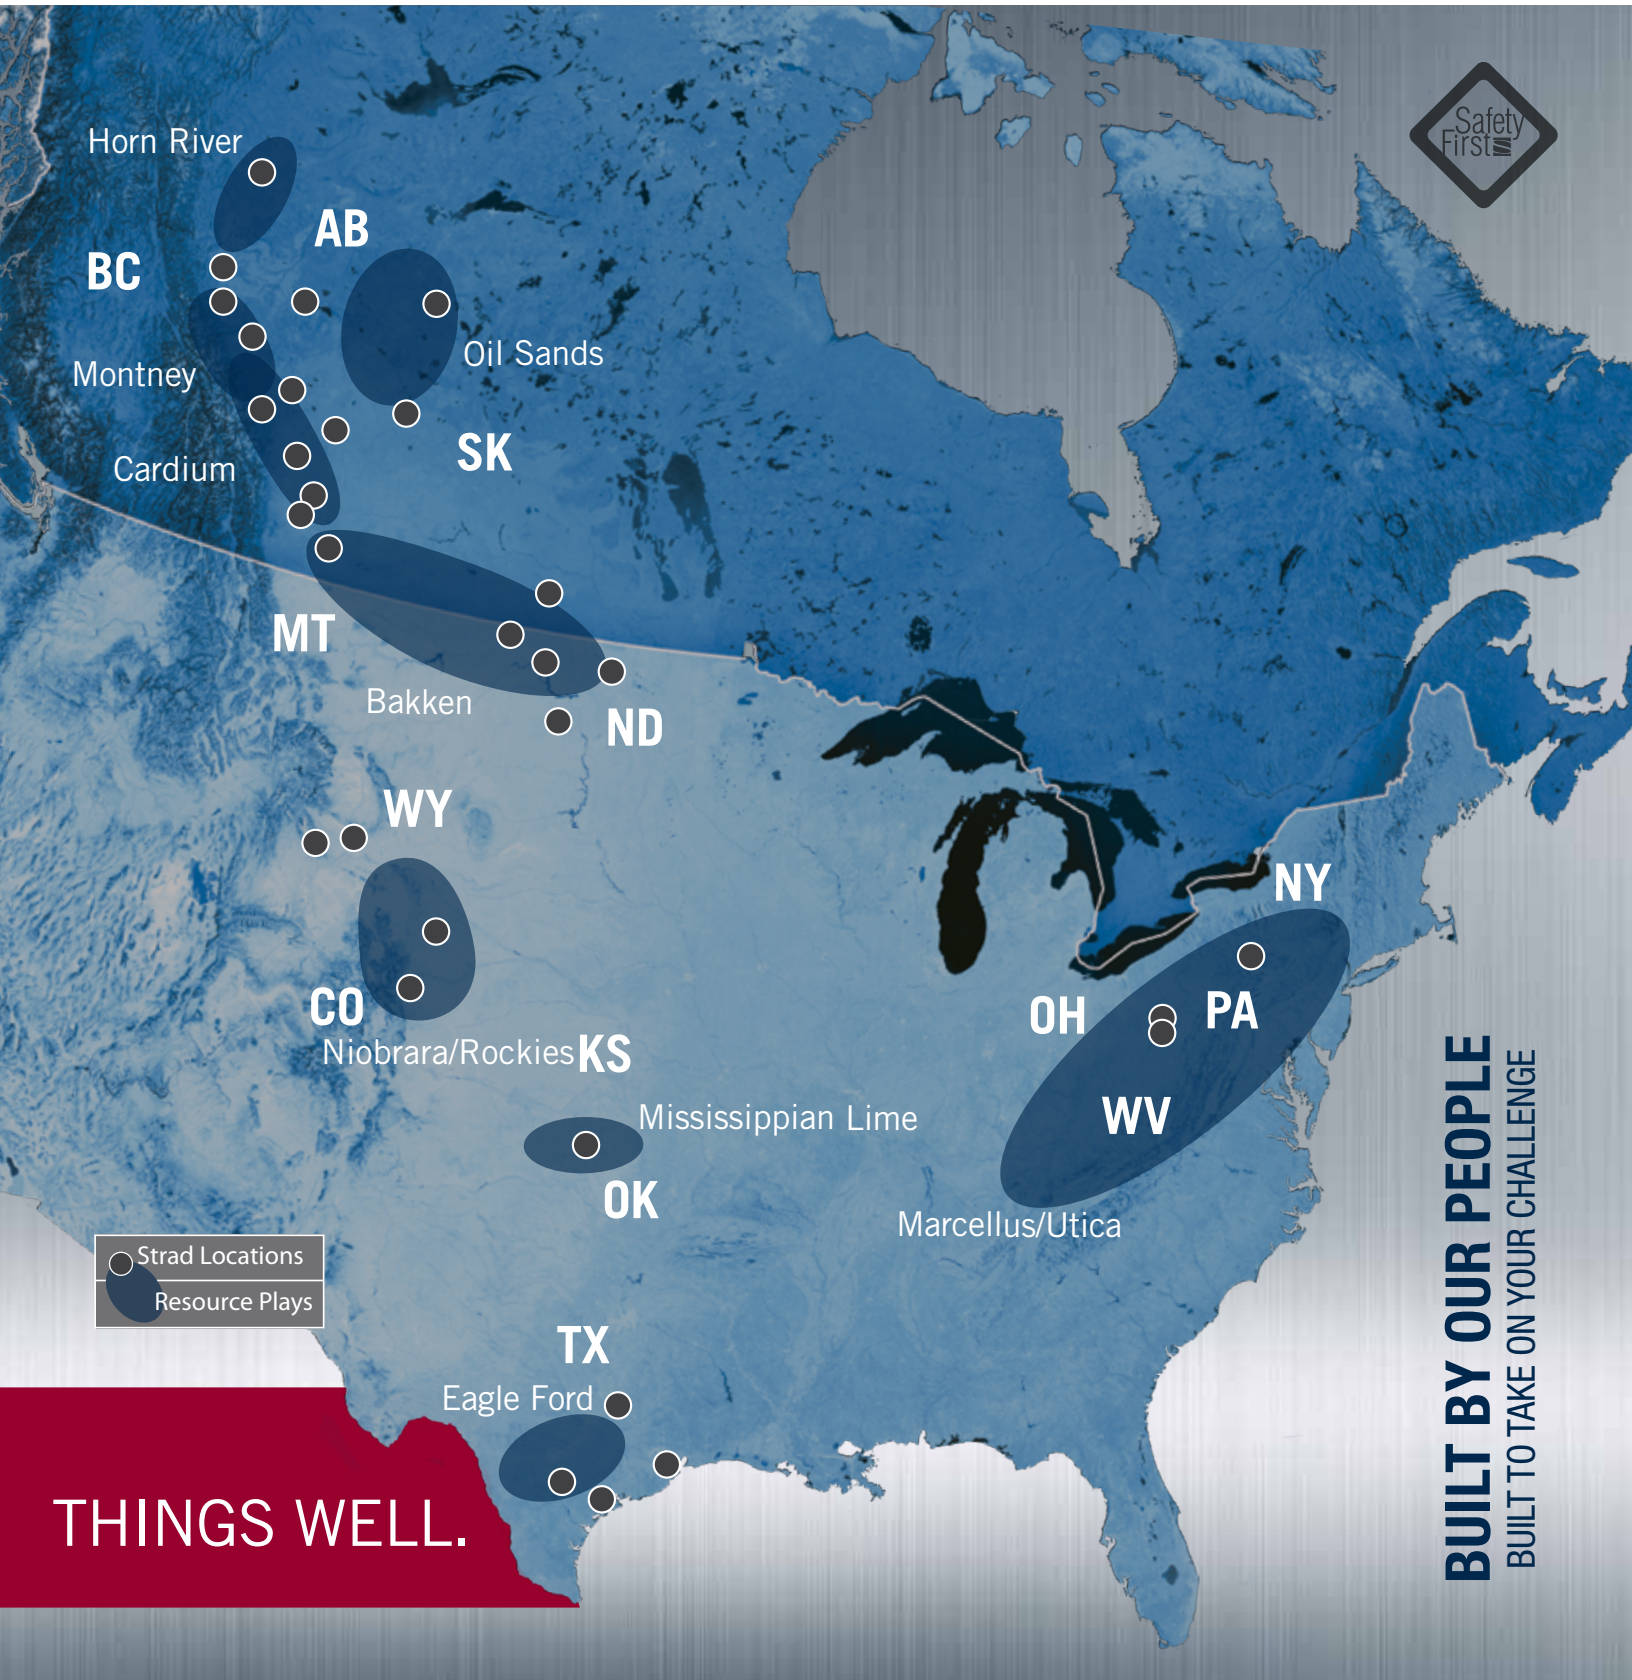 Safety
First
Horn River
AB
BC
Oil Sands
Montney
SK
Cardium
MT
Bakken
ND
WY
NY
CO
OH
PA
Niobrara/Rockies
KS
WV
Mississippian Lime
OK
Marcellus/Utica
Strad Locations
Resource Plays
TX
Eagle Ford
THINGS WELL.
BUILT BY OUR PEOPLE
BUILT TO TAKE ON YOUR CHALLENGE